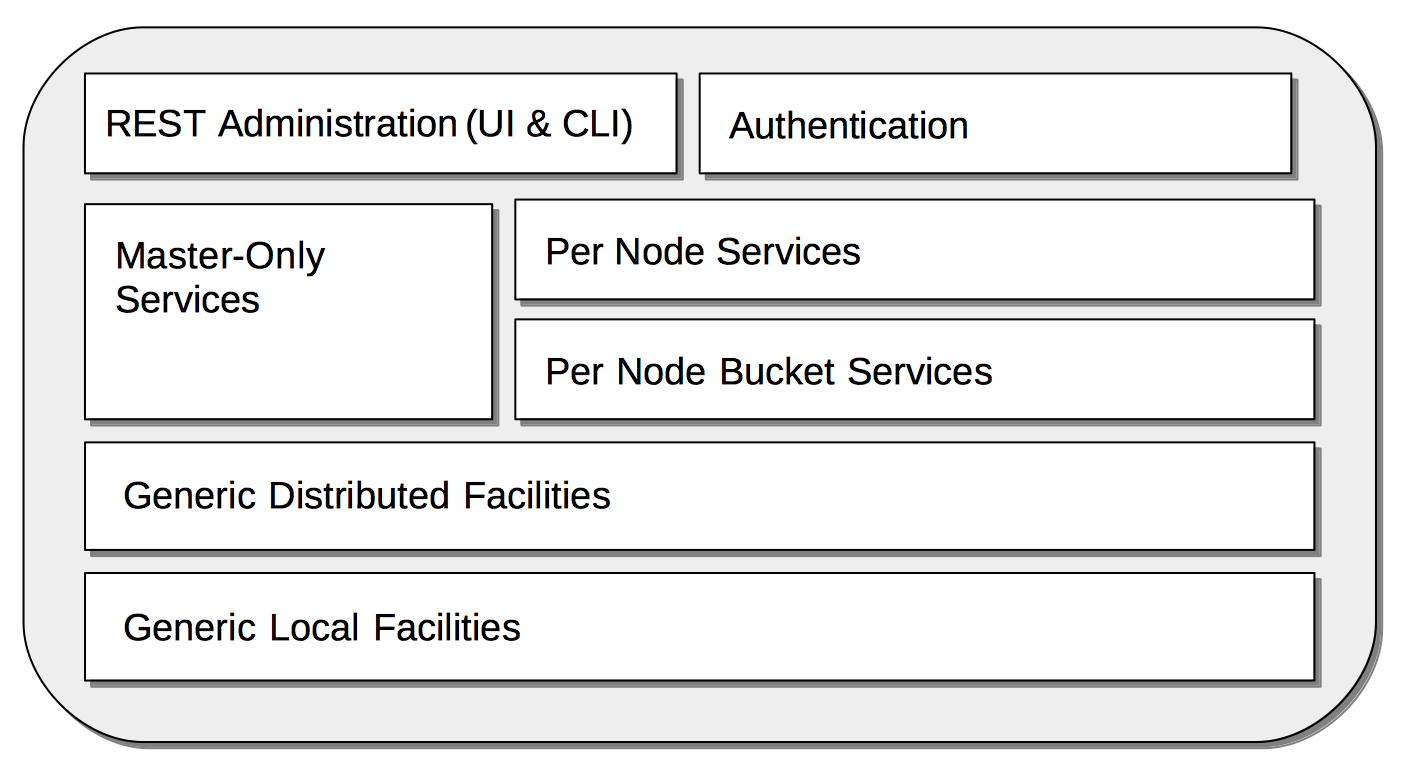 REST Administration (UI & CLI)
Authentication
Master-Only
Services
Per Node Services
Per Node Bucket Services
Generic Distributed Facilities
Generic Local Facilities